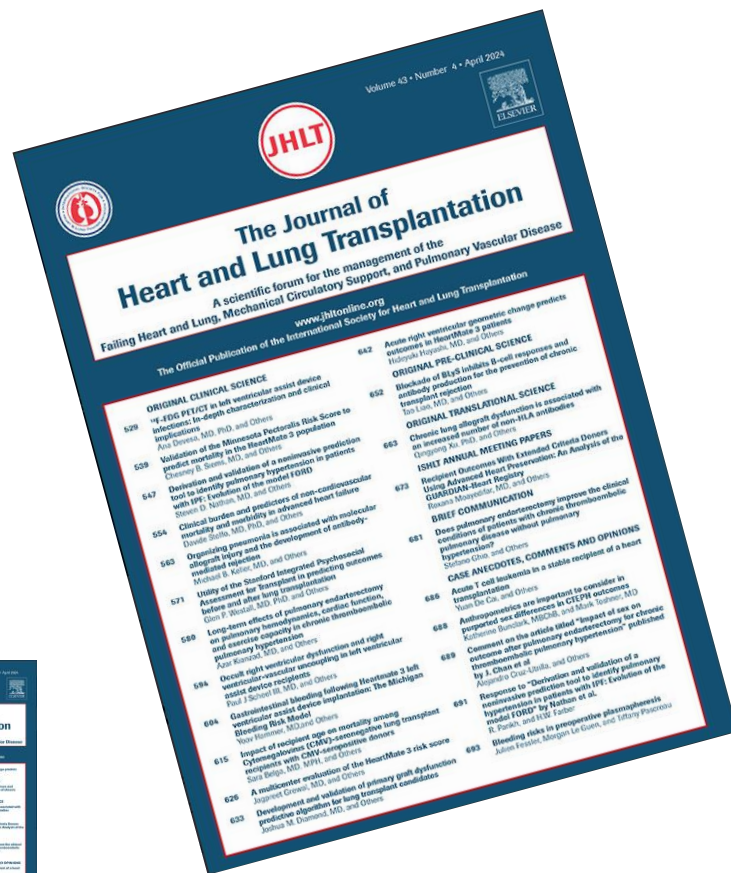 Volume 43 • Number 4 • April 2024
ELSEVIER
JHLT
The Journal of
Heart and Lung Transplantation
A scientific forum for the management of the
Failing Heart and Lung, Mechanical Circulatory Support, and Pulmonary Vascular Disease
www.jhltonline.org
The Official Publication of the International Society for Heart and Lung Transplantation
ORIGINAL CLINICAL SCIENCE
529 18F-FDG PET/CT in left ventricular assist device
infections: In-depth characterization and clinical
implications
Ana Devesa, MD, PhD, and Others
539 Validation of the Minnesota Pectoralis Risk Score to
predict mortality in the HeartMate 3 population
Chesney B. Siems, MD, and Others
547 Derivation and validation of a noninvasive prediction
tool to identify pulmonary hypertension in patients
with IPF: Evolution of the model FORD
Steven D. Nathan, MD, and Others
554 Clinical burden and predictors of non-cardiovascular
mortality and morbidity in advanced heart failure
Davide Stolfo, MD, PhD, and Others
563 Organizing pneumonia is associated with molecular
allograft injury and the development of antibody-
mediated rejection
Michael B. Keller, MD, and Others
571 Utility of the Stanford Integrated Psychosocial
Assessment for Transplant in predicting outcomes
before and after lung transplantation
Glen P. Westall, MD, PhD, and Others
580 Long-term effects of pulmonary endarterectomy
on pulmonary hemodynamics, cardiac function,
and exercise capacity in chronic thromboembolic
pulmonary hypertension
Azar Kianzad, MD, and Others
594 Occult right ventricular dysfunction and right
ventricular-vascular uncoupling in left ventricular
assist device recipients
Paul J Scheel III, MD, and Others
604 Gastrointestinal bleeding following Heartmate 3 left
ventricular assist device implantation: The Michigan
Bleeding Risk Model
Yoav Hammer, MD,and Others
615 Impact of recipient age on mortality among
Cytomegalovirus (CMV)-seronegative lung transplant
recipients with CMV-seropositive donors
Sara Belga, MD, MPH, and Others
626 A multicenter evaluation of the HeartMate 3 risk score
Jagpreet Grewal, MD, and Others
633 Development and validation of primary graft dysfunction
predictive algorithm for lung transplant candidates
Joshua M. Diamond, MD, and Others
642 Acute right ventricular geometric change predicts
outcomes in HeartMate 3 patients
Hideyuki Hayashi, MD, and Others
ORIGINAL PRE-CLINICAL SCIENCE
652 Blockade of BLyS inhibits B-cell responses and
antibody production for the prevention of chronic
transplant rejection
Tao Liao, MD, and Others
ORIGINAL TRANSLATIONAL SCIENCE
663 Chronic lung allograft dysfunction is associated with
an increased number of non-HLA antibodies
Qingyong Xu, PhD, and Others
ISHLT ANNUAL MEETING PAPERS
673 Recipient Outcomes With Extended Criteria Donors
Using Advanced Heart Preservation: An Analysis of the
GUARDIAN-Heart Registry
Roxana Moayedifar, MD, and Others
BRIEF COMMUNICATION
681 Does pulmonary endarterectomy improve the clinical
conditions of patients with chronic thromboembolic
pulmonary disease without pulmonary
hypertension?
Stefano Ghio, and Others
CASE ANECDOTES, COMMENTS AND OPINIONS
686 Acute T cell leukemia in a stable recipient of a heart
transplantation
Yuan De Cai, and Others
688 Anthropometrics are important to consider in
purported sex differences in CTEPH outcomes
Katherine Bunclark, MBChB, and Mark Toshner, MD
689 Comment on the article titled "Impact of sex on
outcome after pulmonary endarterectomy for chronic
thromboembolic pulmonary hypertension" published
by J. Chan et al
Alejandro Cruz-Utrilla, and Others
691 Response to "Derivation and validation of a
noninvasive prediction tool to identify pulmonary
hypertension in patients with IPF: Evolution of the
model FORD" by Nathan et al.
R. Parikh, and H.W. Farber
693 Bleeding risks in preoperative plasmapheresis
Julien Fessler, Morgan Le Guen, and Tiffany Pascreau